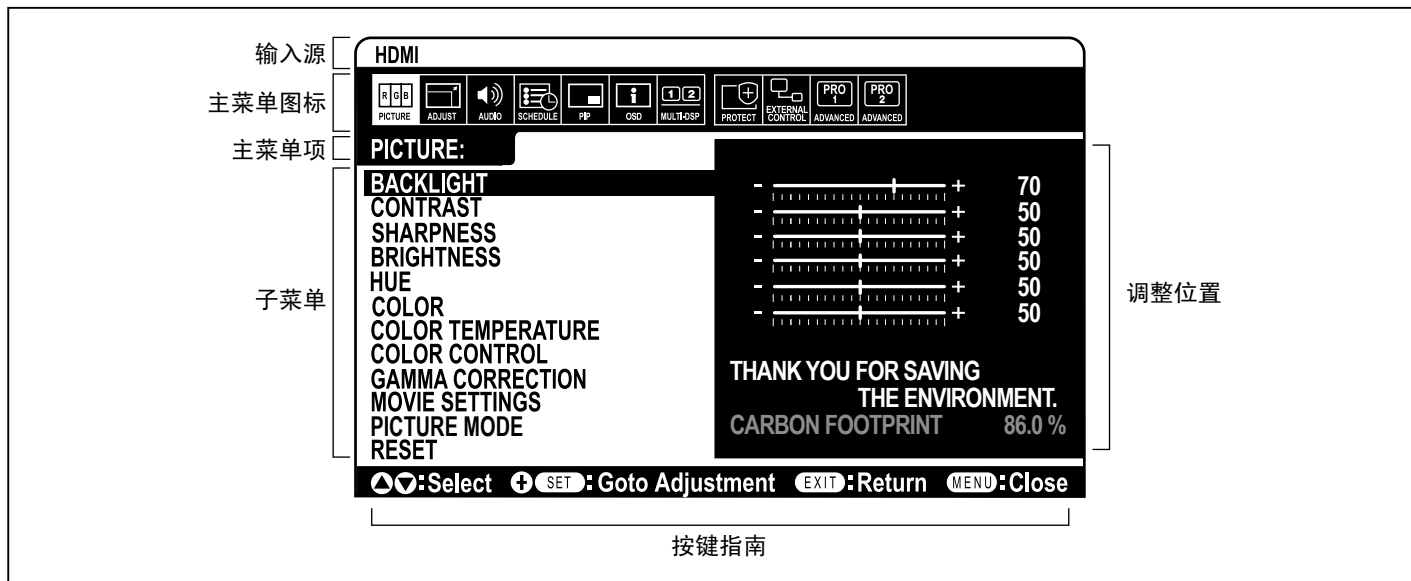 输入源
HDMI
主菜单图标
R G B
PICTURE
ADJUST
AUDIO
SCHEDULE
PIP
i
OSD
1 2
MULTI-DSP
PROTECT
EXTERNAL
CONTROL
PRO
1
ADVANCED
PRO
2
ADVANCED
主菜单项
PICTURE:
子菜单
BACKLIGHT - + 70
CONTRAST - + 50
SHARPNESS - + 50
BRIGHTNESS - + 50
HUE - + 50
COLOR - + 50
COLOR TEMPERATURE
COLOR CONTROL
GAMMA CORRECTION
MOVIE SETTINGS
PICTURE MODE
RESET
THANK YOU FOR SAVING
THE ENVIRONMENT.
CARBON FOOTPRINT 86.0 %
调整位置
:Select SET: Goto Adjustment EXIT:Return MENU:Close
按键指南